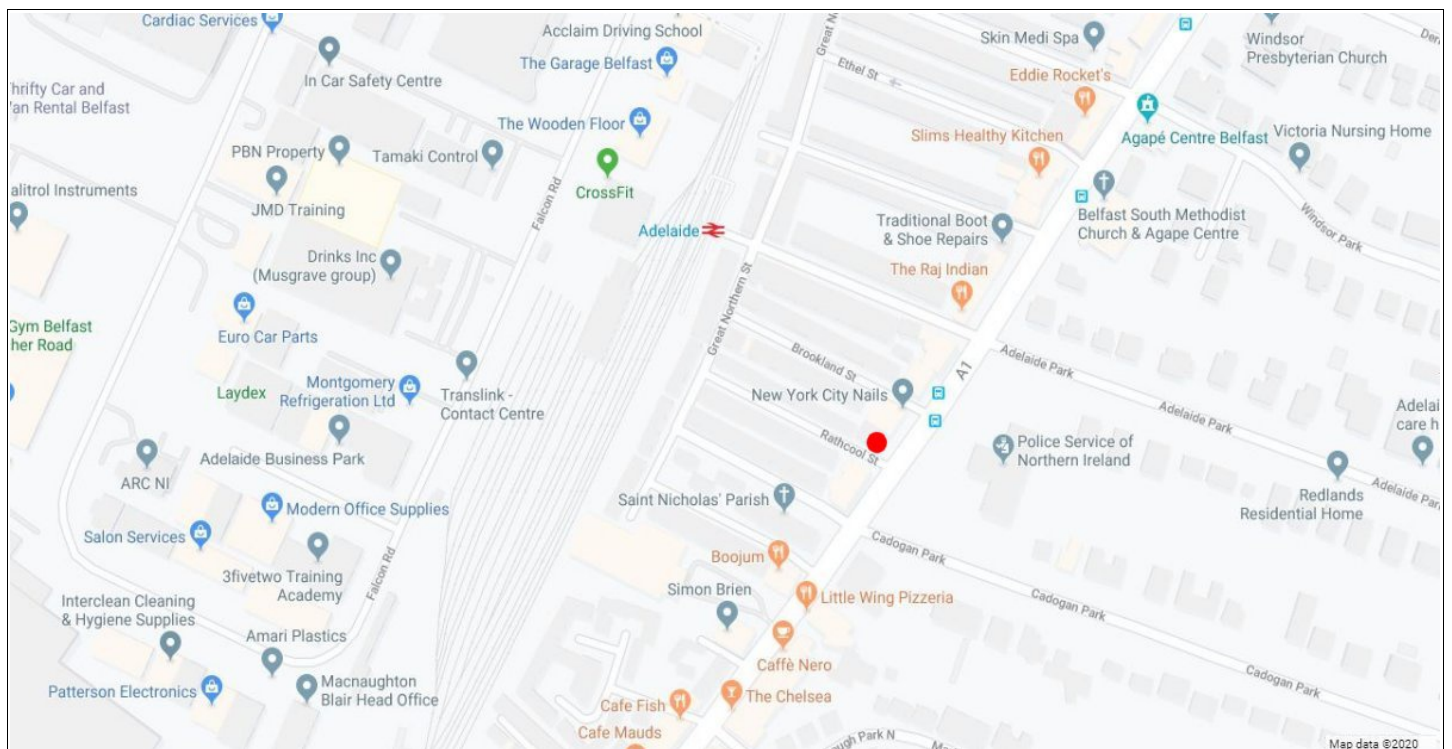 Cardiac Services
Acclaim Driving School
Great No
Skin Medi Spa
Windsor
Presbyterian Church
Der
In Car Safety Centre
The Garage Belfast
Ethel St
Eddie Rocket's
hrifty Car and
an Rental Belfast
The Wooden Floor
Slims Healthy Kitchen
Agapé Centre Belfast
Victoria Nursing Home
PBN Property
Tamaki Control
CrossFit
Falcon Rd
alitrol Instruments
JMD Training
Adelaide
Traditional Boot
& Shoe Repairs
Belfast South Methodist
Church & Agape Centre
Windsor Park
Drinks Inc
(Musgrave group)
The Raj Indian
Great Northern St
Gym Belfast
her Road
Euro Car Parts
Brookland St
A1
Adelaide Park
Laydex
Montgomery
Refrigeration Ltd
Translink -
Contact Centre
New York City Nails
Adelaide Park
Adelai
care h
Rathcool St
Police Service of
Northern Ireland
Adelaide Business Park
ARC NI
Saint Nicholas' Parish
Redlands
Residential Home
Adelaide Park
Modern Office Supplies
Salon Services
Cadogan Park
Boojum
3fivetwo Training
Academy
Falcon Rd
Simon Brien
Little Wing Pizzeria
Cadogan Park
Interclean Cleaning
& Hygiene Supplies
Amari Plastics
Caffè Nero
Cadogan Park
Patterson Electronics
Macnaughton
Blair Head Office
The Chelsea
Cafe Fish
Cafe Mauds
ough Park N
Map data ©2020